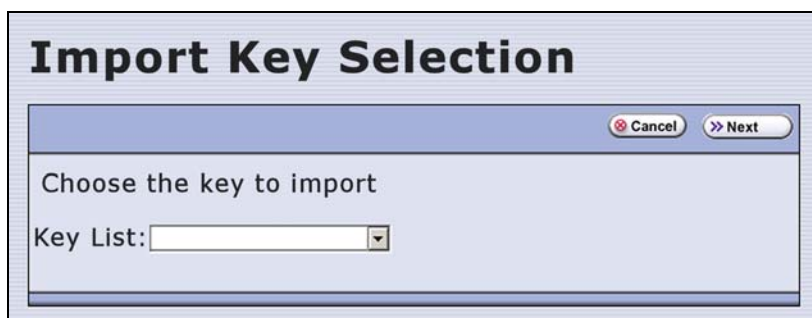 Import Key Selection
Cancel Next
Choose the key to import
Key List: